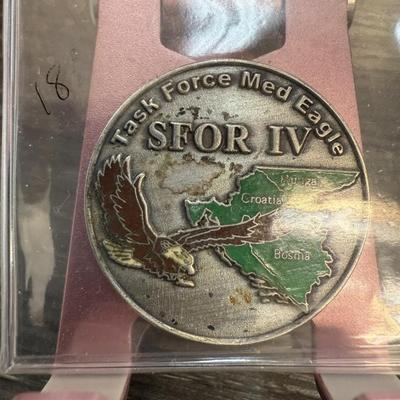 18
Task Force Med Eagle
SFOR IV
Croatia
Bosnia